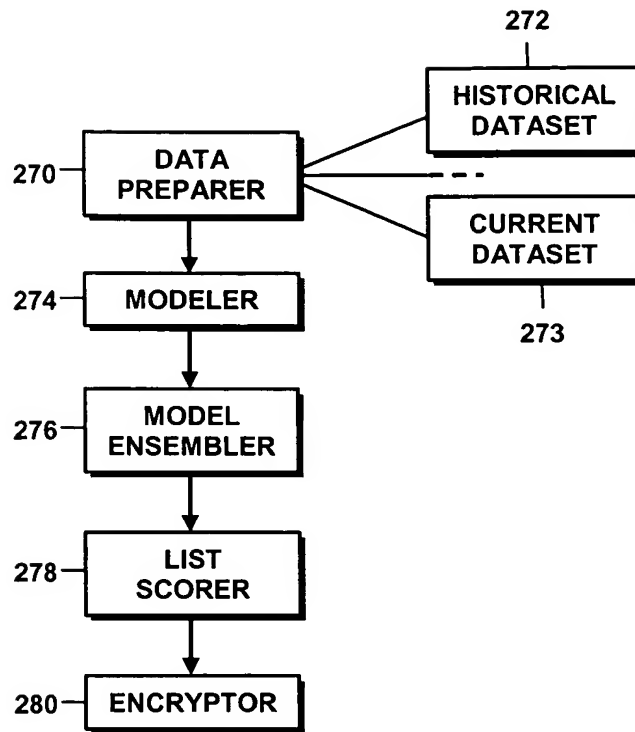 272
HISTORICAL
DATASET
270
DATA
PREPARER
CURRENT
DATASET
273
274
MODELER
276
MODEL
ENSEMBLER
278
LIST
SCORER
280
ENCRYPTOR